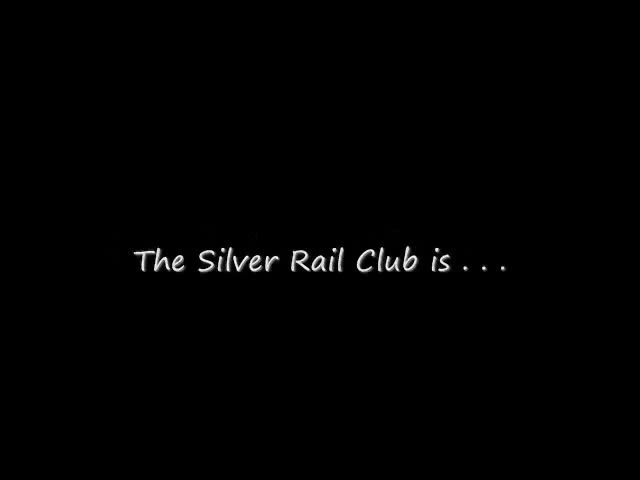 The Silver Rail Club is . . .